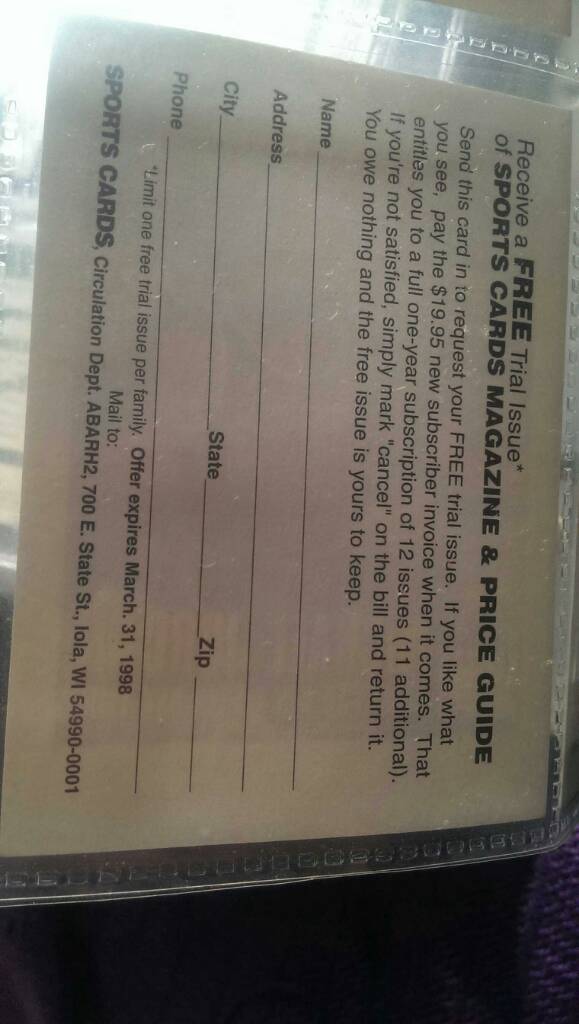 Receive a FREE Trial Issue*
of SPORTS CARDS MAGAZINE & PRICE GUIDE
Send this card in to request your FREE trial issue. If you like what
you see, pay the $19.95 new subscriber invoice when it comes. That
entitles you to a full one-year subscription of 12 issues (11 additional).
If you're not satisfied, simply mark "cancel" on the bill and return it.
You owe nothing and the free issue is yours to keep.
Name
Address
City State Zip
Phone
*Limit one free trial issue per family. Offer expires March. 31, 1998
Mail to:
SPORTS CARDS, Circulation Dept. ABARH2, 700 E. State St., Iola, WI 54990-0001